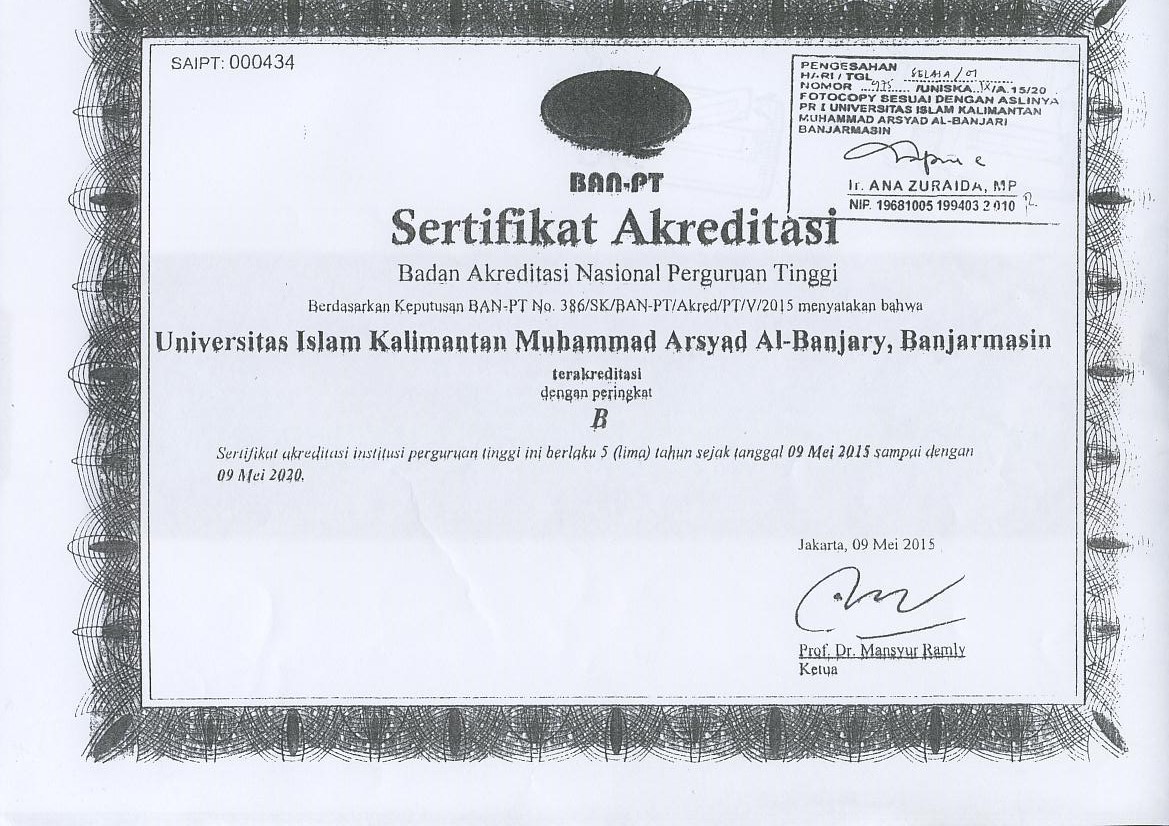 SAIPT: 000434
PENGESAHAN
HARI / TGL SELASA / 01
NOMOR 975 /UNISKA IX/A.15/20
FOTOCOPY SESUAI DENGAN ASLINYA
PR I UNIVERSITAS ISLAM KALIMANTAN
MUHAMMAD ARSYAD AL-BANJARI
BANJARMASIN
Ir. ANA ZURAIDA, MP
NIP. 19681005 199403 2 010
BAN-PT
Sertifikat Akreditasi
Badan Akreditasi Nasional Perguruan Tinggi
Berdasarkan Keputusan BAN-PT No. 386/SK/BAN-PT/Akred/PT/V/2015 menyatakan bahwa
Universitas Islam Kalimantan Muhammad Arsyad Al-Banjary, Banjarmasin
terakreditasi
dengan peringkat
B
Sertifikat akreditasi institusi perguruan tinggi ini berlaku 5 (lima) tahun sejak tanggal 09 Mei 2015 sampai dengan
09 Mei 2020.
Jakarta, 09 Mei 2015
Prof. Dr. Mansyur Ramly
Ketua